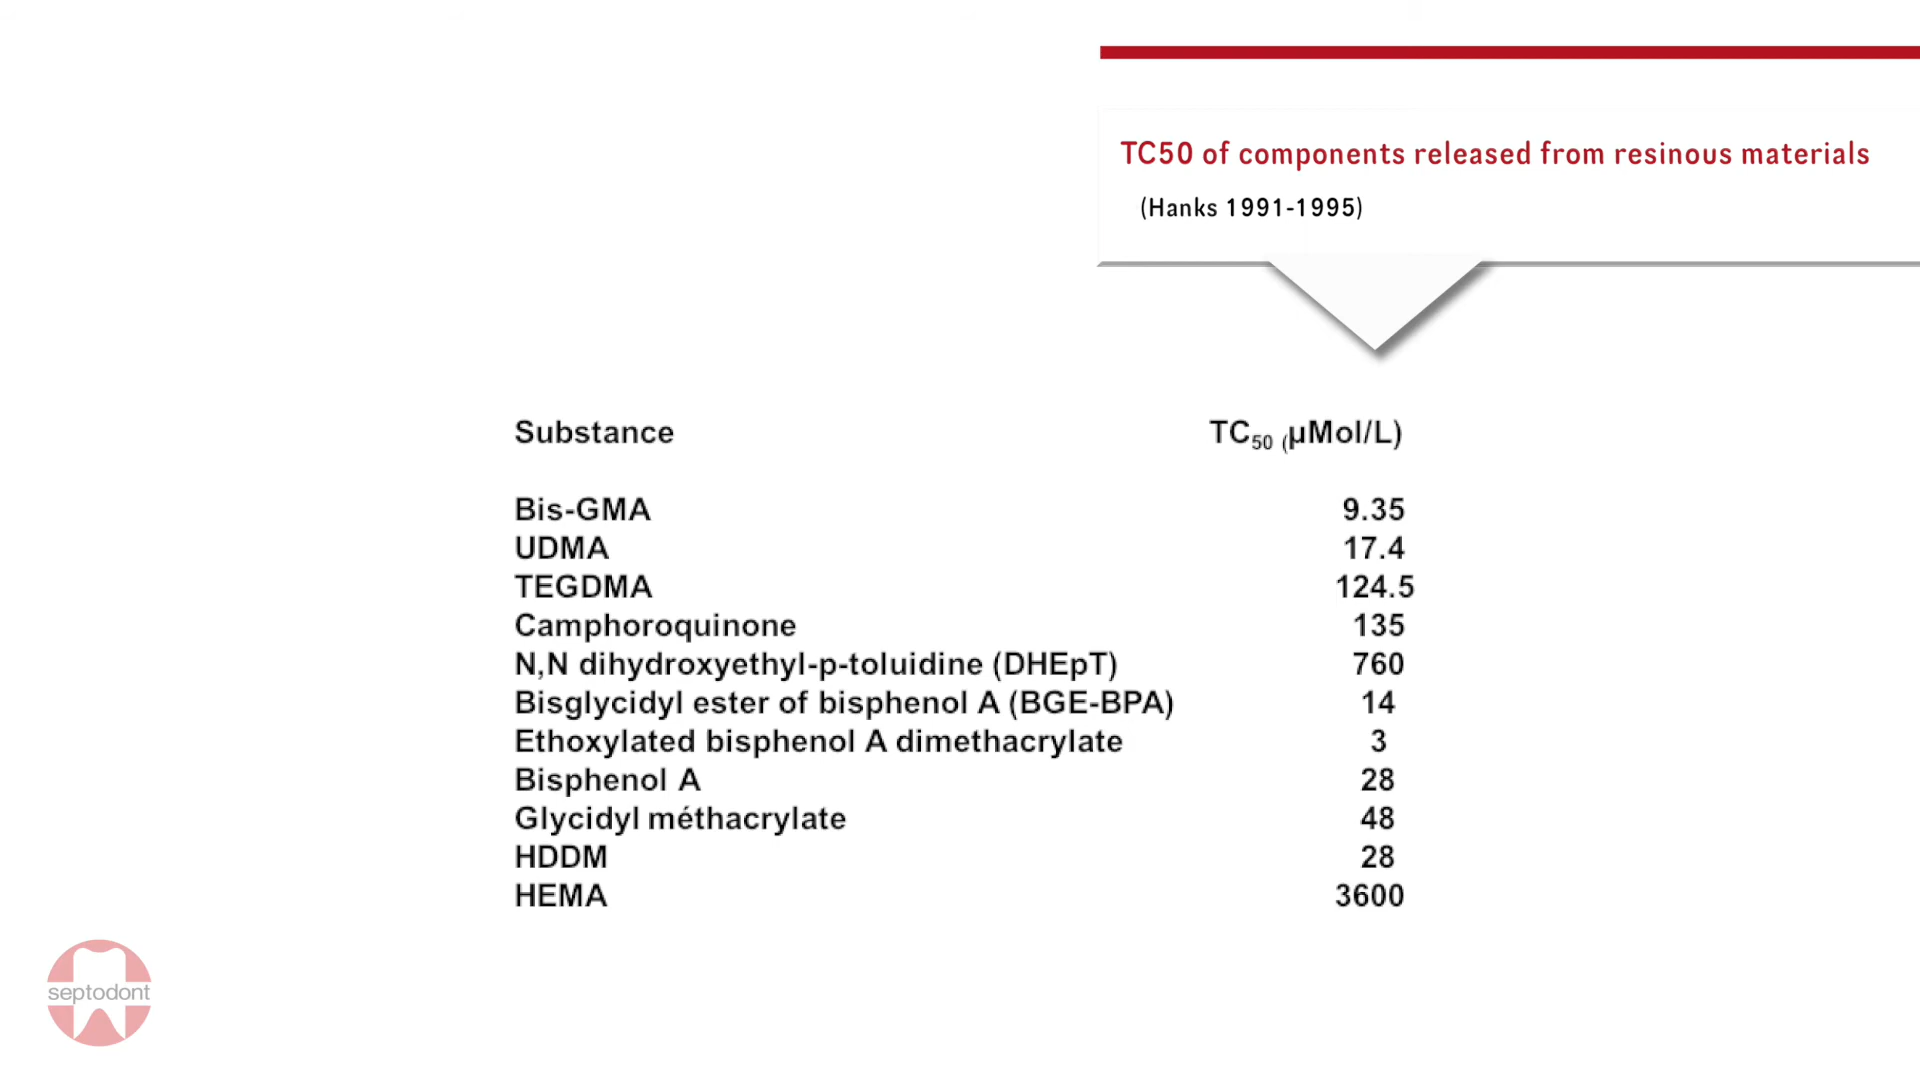 TC50 of components released from resinous materials
(Hanks 1991-1995)
Substance TC50 (µMol/L)
Bis-GMA 9.35
UDMA 17.4
TEGDMA 124.5
Camphoroquinone 135
N,N dihydroxyethyl-p-toluidine (DHEpT) 760
Bisglycidyl ester of bisphenol A (BGE-BPA) 14
Ethoxylated bisphenol A dimethacrylate 3
Bisphenol A 28
Glycidyl méthacrylate 48
HDDM 28
HEMA 3600
septodont